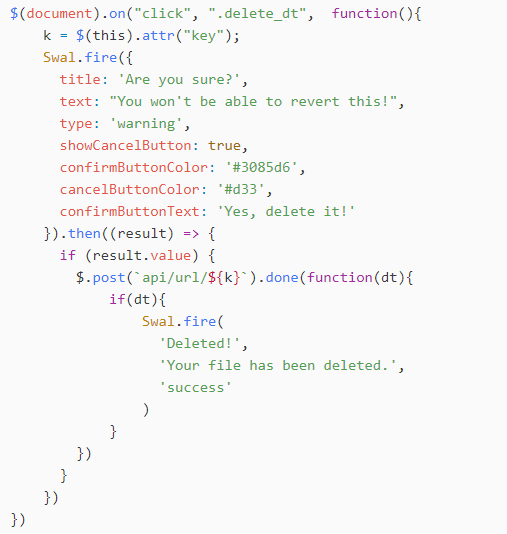 $(document).on("click", ".delete_dt",  function(){
    k = $(this).attr("key");
    Swal.fire({
      title: 'Are you sure?',
      text: "You won't be able to revert this!",
      type: 'warning',
      showCancelButton: true,
      confirmButtonColor: '#3085d6',
      cancelButtonColor: '#d33',
      confirmButtonText: 'Yes, delete it!'
    }).then((result) => {
      if (result.value) {
        $.post(`api/url/${k}`).done(function(dt){
            if(dt){
                Swal.fire(
                  'Deleted!',
                  'Your file has been deleted.',
                  'success'
                )
            }
        })
      }
    })
})